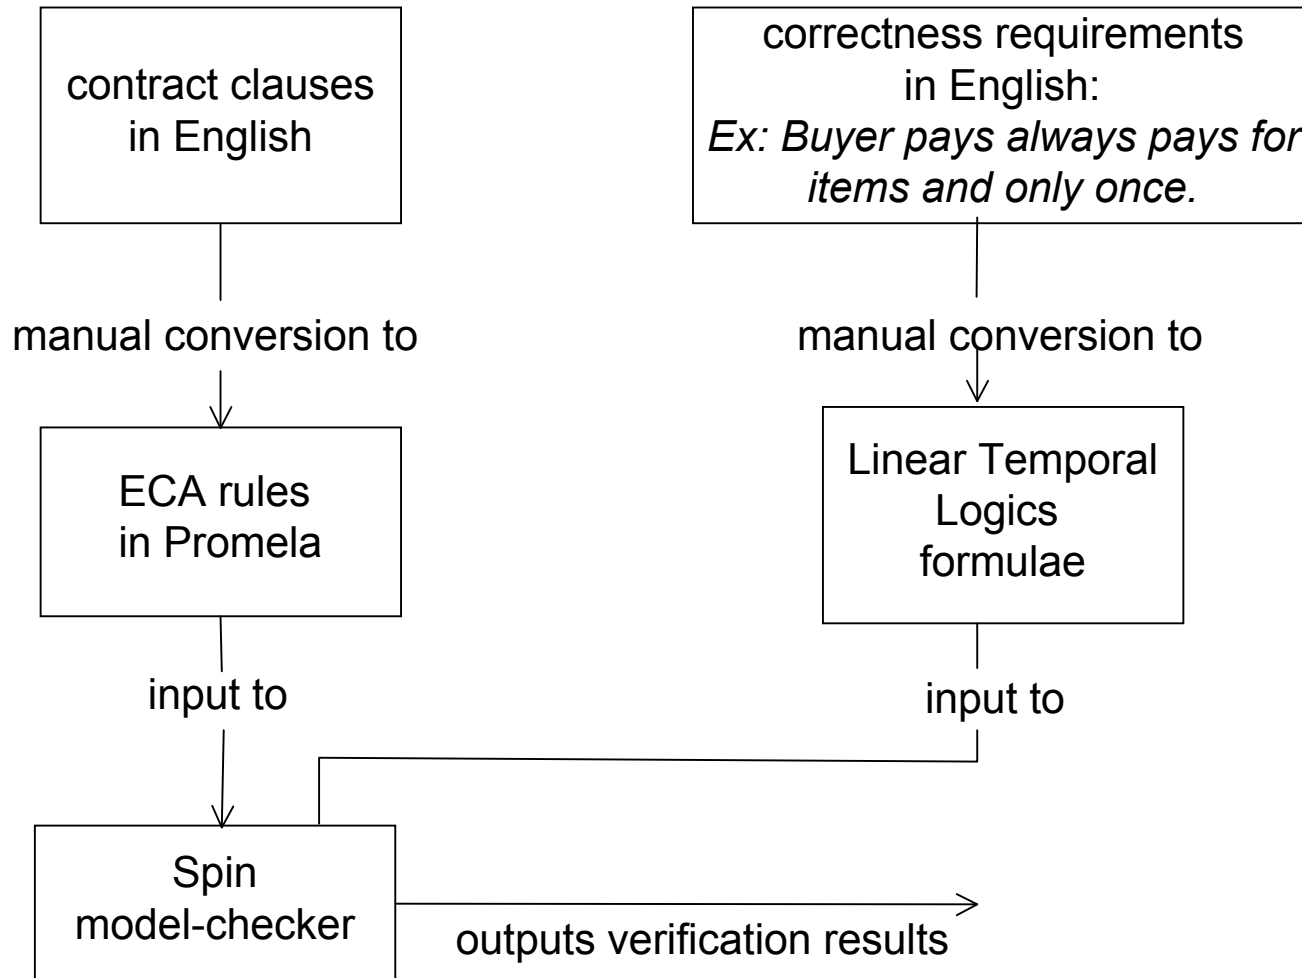 contract clauses
in English
correctness requirements
in English:
Ex: Buyer pays always pays for
items and only once.
manual conversion to
manual conversion to
ECA rules
in Promela
Linear Temporal
Logics
formulae
input to
input to
Spin
model-checker
outputs verification results